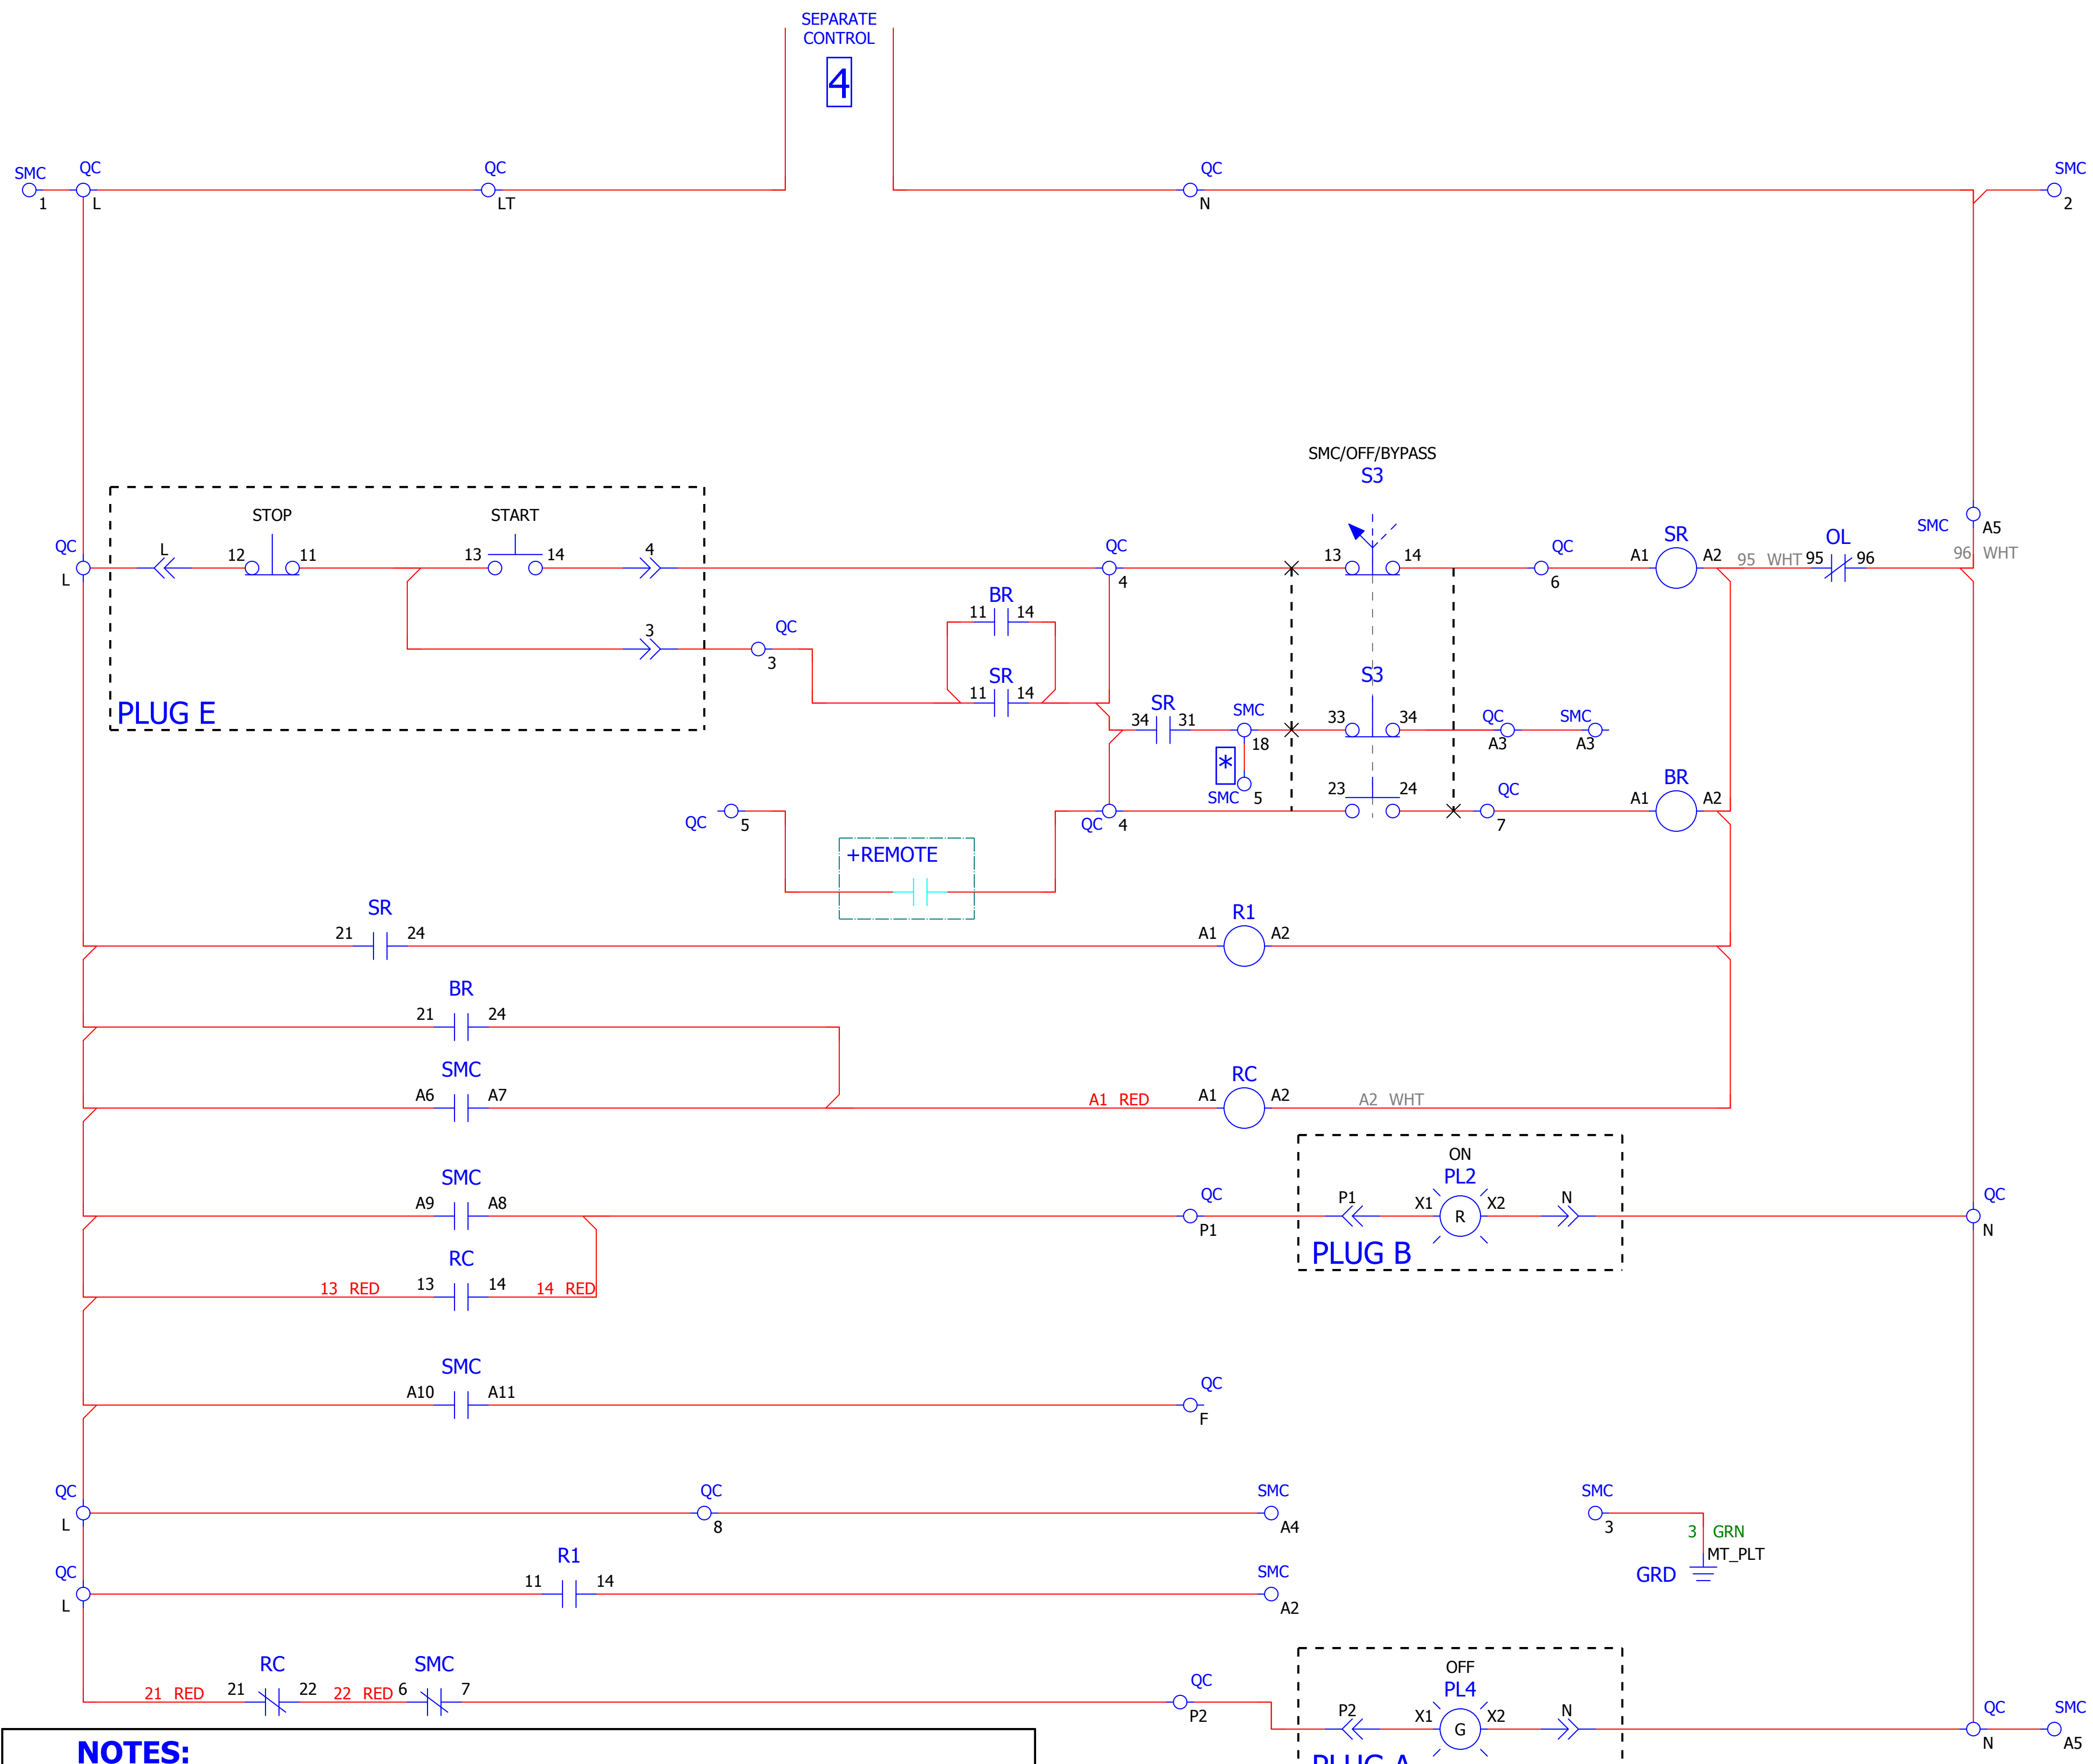 SEPARATE
CONTROL
4
SMC
1
QC
L
QC
LT
QC
N
SMC
2
SMC/OFF/BYPASS
S3
STOP
START
QC
L
L
12
11
13
14
4
QC
4
13
14
QC
6
SR
A1
A2
95 WHT
OL
95
96
SMC
A5
96 WHT
BR
11
14
3
QC
3
SR
11
14
S3
PLUG E
SR
34
31
SMC
18
33
34
QC
A3
SMC
A3
*
SMC
5
QC
5
QC
4
23
24
QC
7
BR
A1
A2
+REMOTE
SR
21
24
R1
A1
A2
BR
21
24
SMC
A6
A7
A1 RED
RC
A1
A2
A2 WHT
ON
PL2
SMC
A9
A8
QC
P1
P1
X1
R
X2
N
QC
N
PLUG B
RC
13 RED
13
14
14 RED
SMC
A10
A11
QC
F
QC
L
QC
8
SMC
A4
SMC
3
3 GRN
MT_PLT
GRD
QC
L
R1
11
14
SMC
A2
OFF
PL4
RC
21 RED
21
22
22 RED
SMC
6
7
QC
P2
P2
X1
G
X2
N
QC
N
SMC
A5
NOTES:
PLUG A